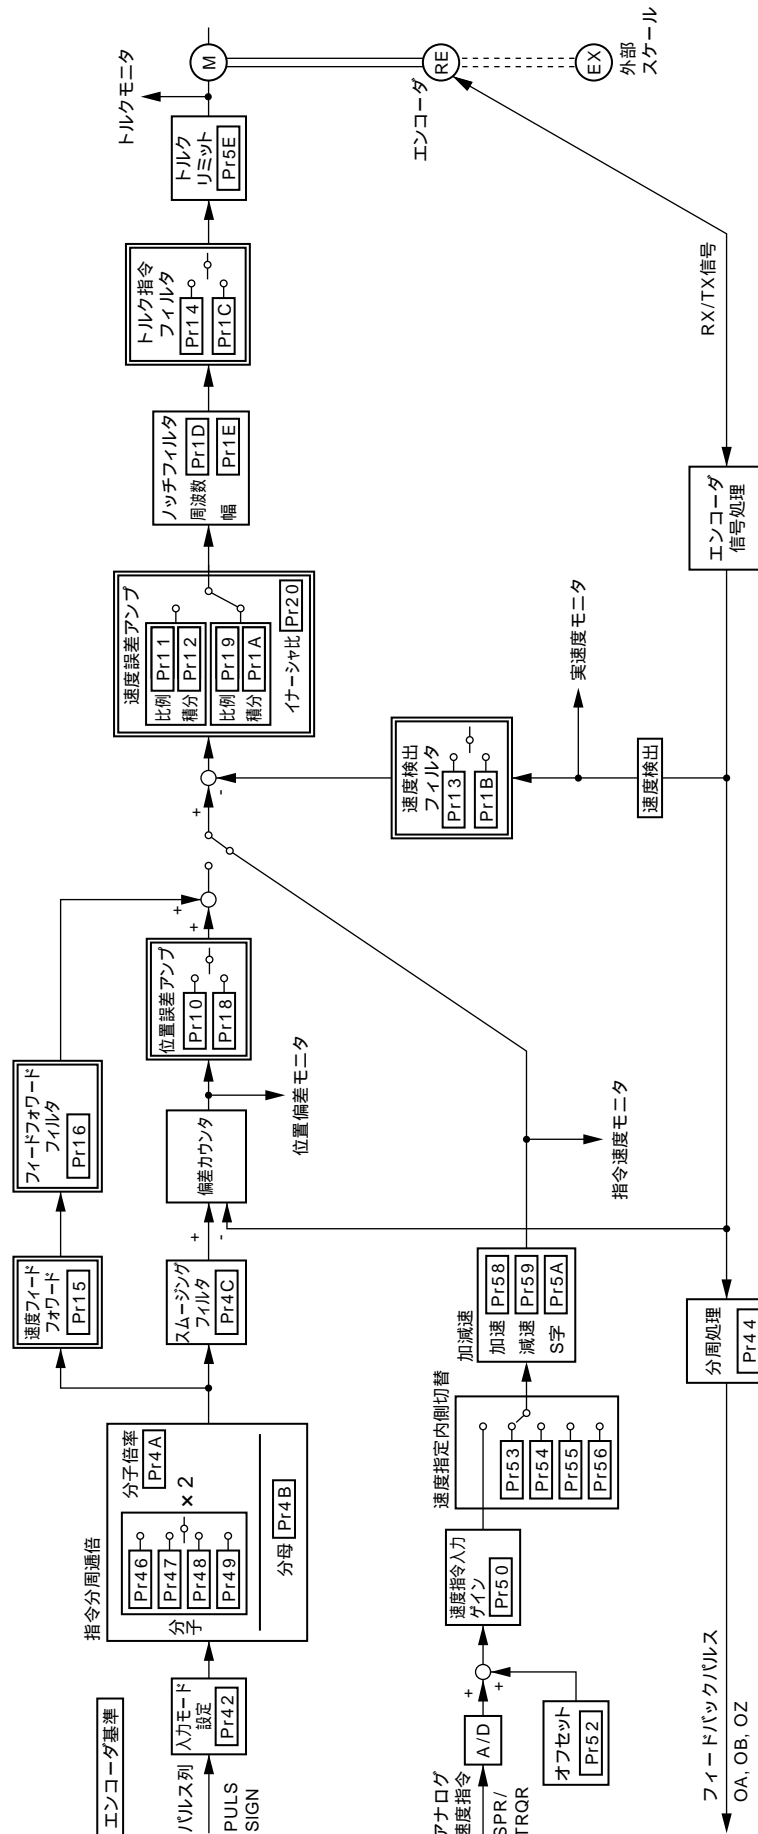 エンコーダ基準
パルス列
PULS
SIGN
入力モード
設定
Pr42
指令分周逓倍
分子倍率
Pr4A
Pr46
Pr47
Pr48
Pr49
×2
分子
分母
Pr4B
速度フィード
フォワード
Pr15
フィードフォワード
フィルタ
Pr16
スムージング
フィルタ
Pr4C
+
-
偏差カウンタ
位置偏差モニタ
位置誤差アンプ
Pr10
Pr18
+
+
+
-
速度誤差アンプ
比例
Pr11
積分
Pr12
比例
Pr19
積分
Pr1A
イナーシャ比
Pr20
ノッチフィルタ
周波数
Pr1D
幅
Pr1E
トルク指令
フィルタ
Pr14
Pr1C
トルク
リミット
Pr5E
トルクモニタ
M
RE
エンコーダ
EX
外部
スケール
アナログ
速度指令
SPR/
TRQR
A/D
+
+
オフセット
Pr52
速度指令入力
ゲイン
Pr50
速度指定内側切替
Pr53
Pr54
Pr55
Pr56
加減速
加速
Pr58
減速
Pr59
S字
Pr5A
指令速度モニタ
速度検出
フィルタ
Pr13
Pr1B
実速度モニタ
速度検出
RX/TX信号
エンコーダ
信号処理
分周処理
Pr44
フィードバックパルス
OA, OB, OZ